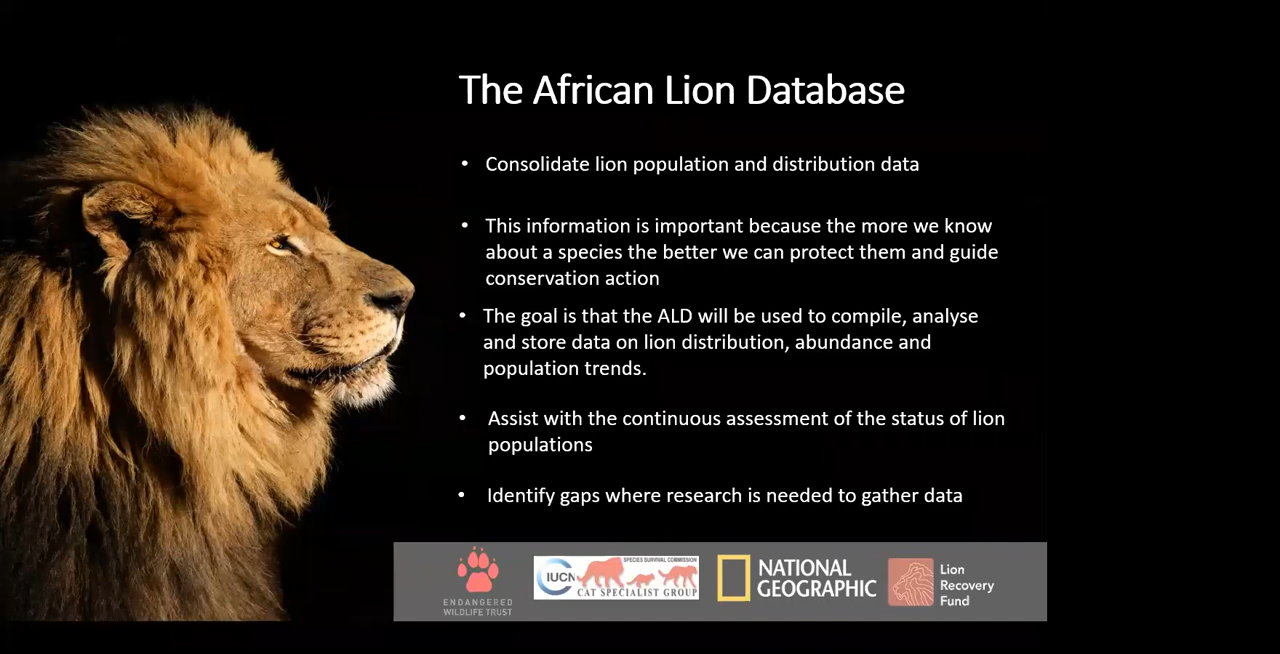 The African Lion Database
• Consolidate lion population and distribution data
• This information is important because the more we know
about a species the better we can protect them and guide
conservation action
• The goal is that the ALD will be used to compile, analyse
and store data on lion distribution, abundance and
population trends.
• Assist with the continuous assessment of the status of lion
populations
• Identify gaps where research is needed to gather data
ENDANGERED
WILDLIFE TRUST
SPECIES SURVIVAL COMMISSION
IUCN
CAT SPECIALIST GROUP
NATIONAL
GEOGRAPHIC
Lion
Recovery
Fund